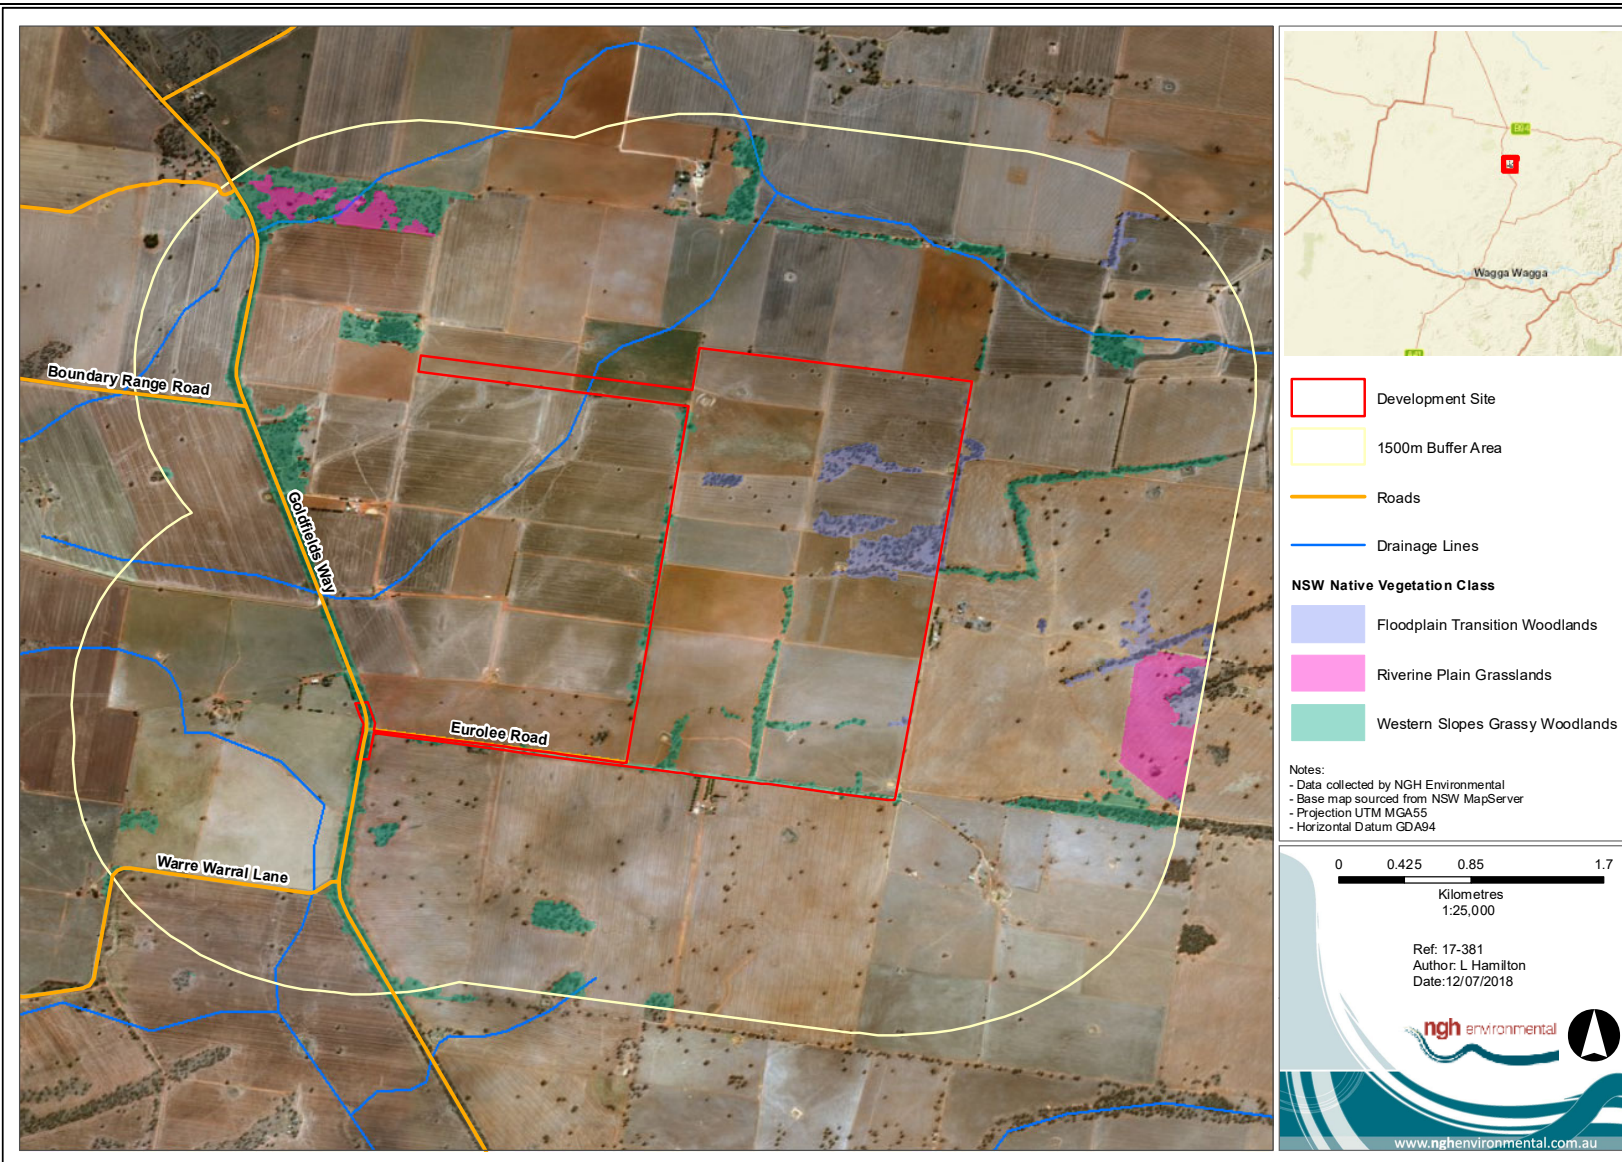 Boundary Range Road
Goldfields Way
Eurolee Road
Warre Warral Lane
B94
Wagga Wagga
Development Site
1500m Buffer Area
Roads
Drainage Lines
NSW Native Vegetation Class
Floodplain Transition Woodlands
Riverine Plain Grasslands
Western Slopes Grassy Woodlands
Notes:
- Data collected by NGH Environmental
- Base map sourced from NSW MapServer
- Projection UTM MGA55
- Horizontal Datum GDA94
0 0.425 0.85 1.7
Kilometres
1:25,000
Ref: 17-381
Author: L Hamilton
Date:12/07/2018
ngh environmental
www.nghenvironmental.com.au